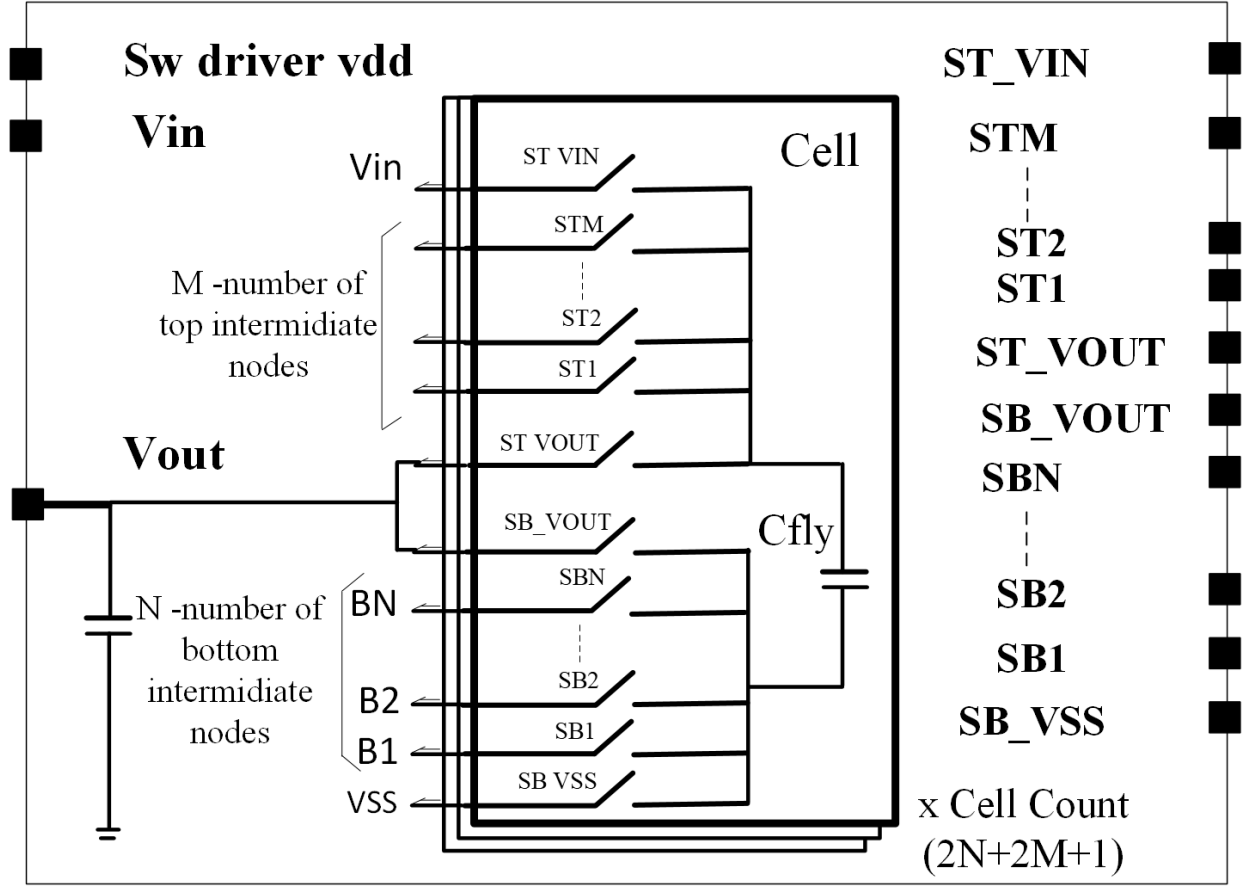 Sw driver vdd
Vin
Vin
M -number of
top intermidiate
nodes
Vout
N -number of
bottom
intermidiate
nodes
BN
B2
B1
VSS
Cell
ST VIN
STM
ST2
ST1
ST VOUT
SB_VOUT
SBN
SB2
SB1
SB VSS
Cfly
ST_VIN
STM
ST2
ST1
ST_VOUT
SB_VOUT
SBN
SB2
SB1
SB_VSS
x Cell Count
(2N+2M+1)